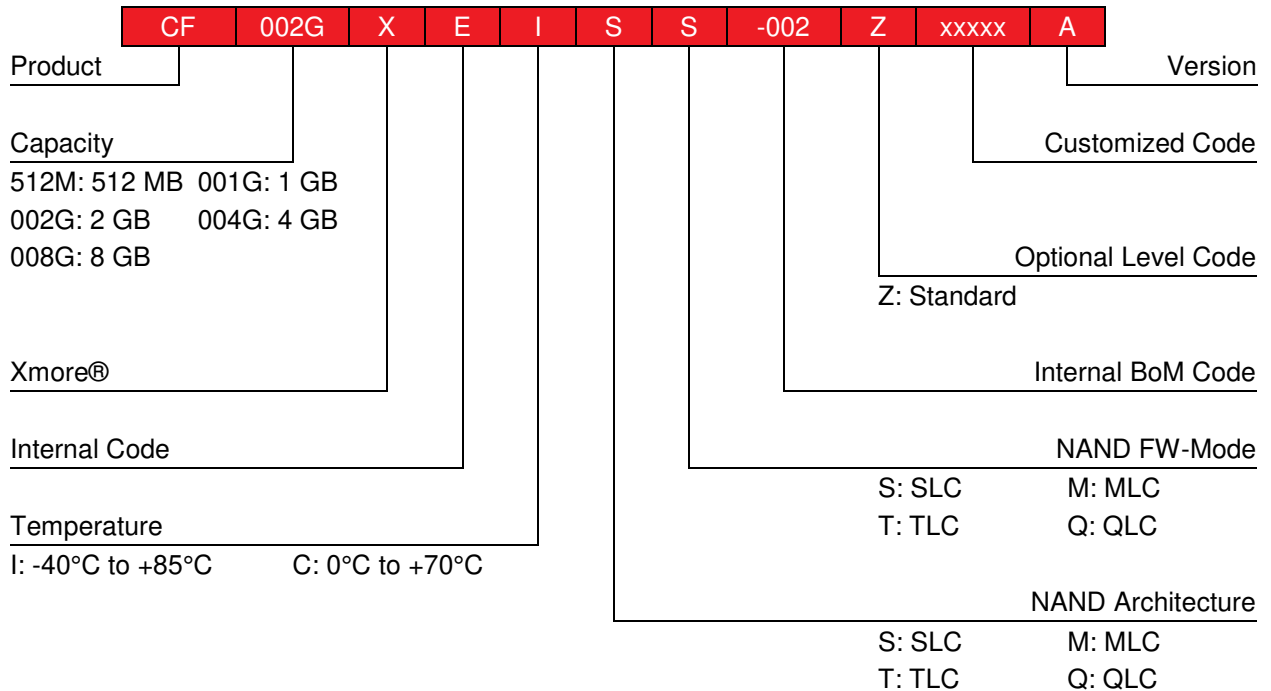 CF 002G X E I S S -002 Z xxxxx A
Product Version
Capacity Customized Code
512M: 512 MB 001G: 1 GB
002G: 2 GB 004G: 4 GB
008G: 8 GB Optional Level Code
Z: Standard
Xmore® Internal BoM Code
Internal Code NAND FW-Mode
S: SLC M: MLC
Temperature T: TLC Q: QLC
I: -40°C to +85°C C: 0°C to +70°C
NAND Architecture
S: SLC M: MLC
T: TLC Q: QLC